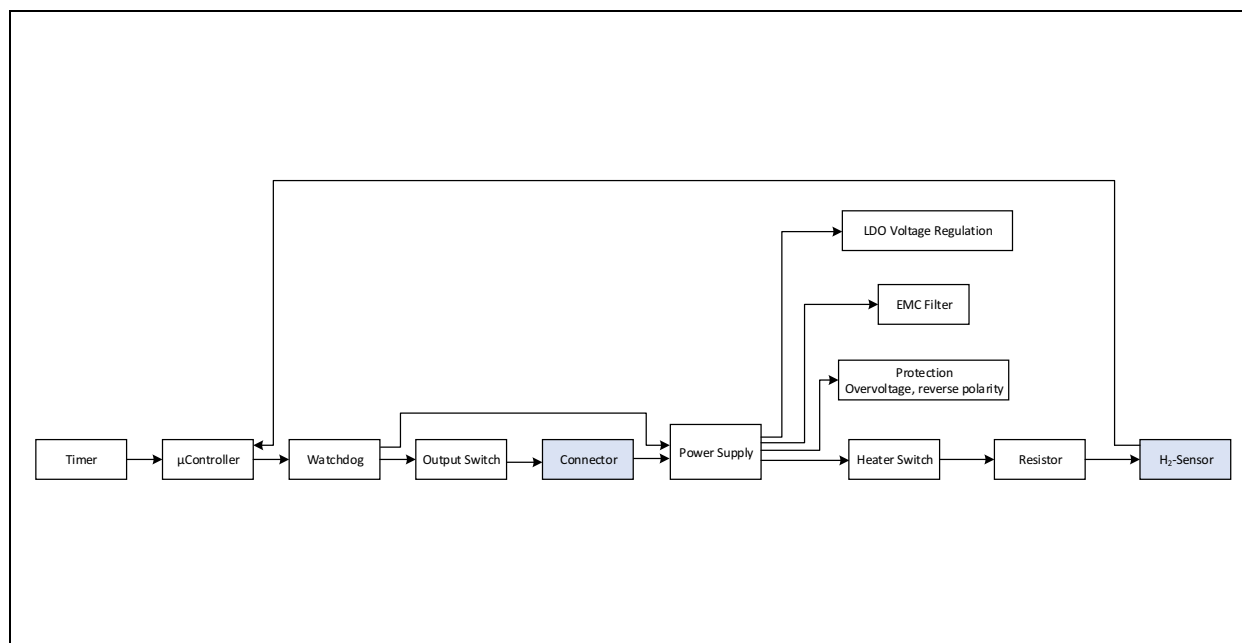 LDO Voltage Regulation
EMC Filter
Protection
Overvoltage, reverse polarity
Timer
µController
Watchdog
Output Switch
Connector
Power Supply
Heater Switch
Resistor
H₂-Sensor